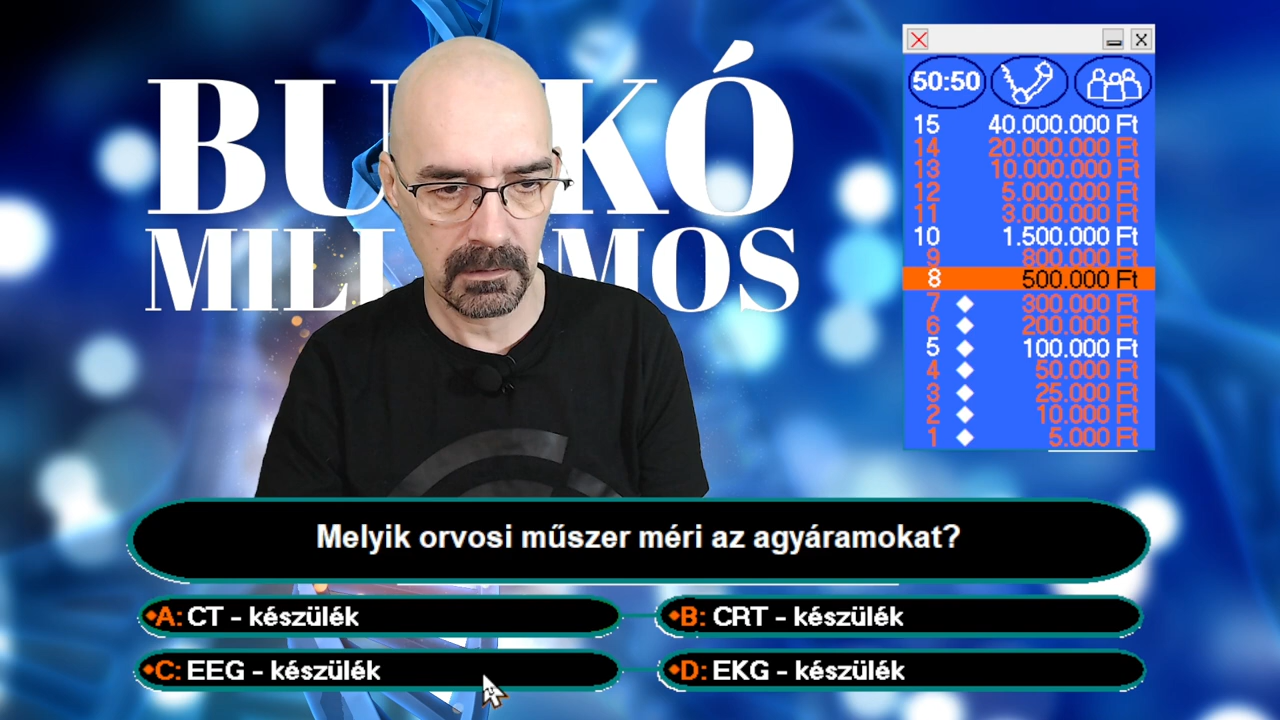 BU KÓ
MILL MOS
50:50
15 40.000.000 Ft
14 20.000.000 Ft
13 10.000.000 Ft
12 5.000.000 Ft
11 3.000.000 Ft
10 1.500.000 Ft
9 800.000 Ft
8 500.000 Ft
7 300.000 Ft
6 200.000 Ft
5 100.000 Ft
4 50.000 Ft
3 25.000 Ft
2 10.000 Ft
1 5.000 Ft
Melyik orvosi műszer méri az agyáramokat?
A: CT - készülék
B: CRT - készülék
C: EEG - készülék
D: EKG - készülék